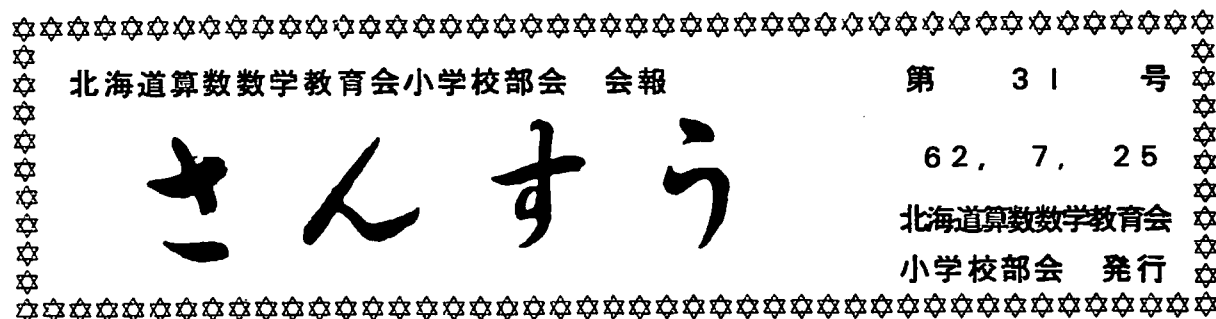 北海道算数数学教育会小学校部会　会報
さんすう
第　31　号
62, 7, 25
北海道算数数学教育会
小学校部会　発行